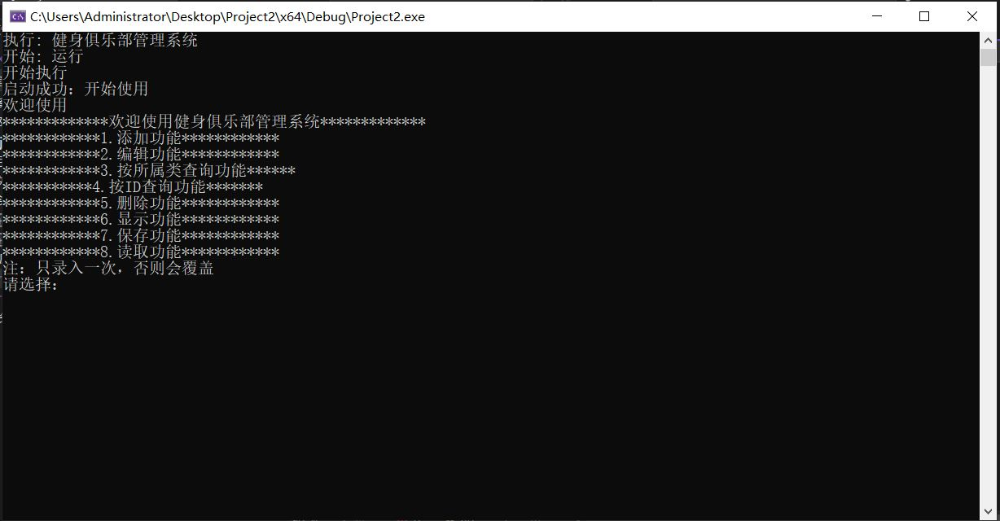 C:\Users\Administrator\Desktop\Project2\x64\Debug\Project2.exe
执行: 健身俱乐部管理系统
开始: 运行
开始执行
启动成功：开始使用
欢迎使用
*************欢迎使用健身俱乐部管理系统*************
************1.添加功能************
************2.编辑功能************
************3.按所属类查询功能******
***********4.按ID查询功能*******
************5.删除功能************
************6.显示功能************
************7.保存功能************
************8.读取功能************
注：只录入一次，否则会覆盖
请选择：